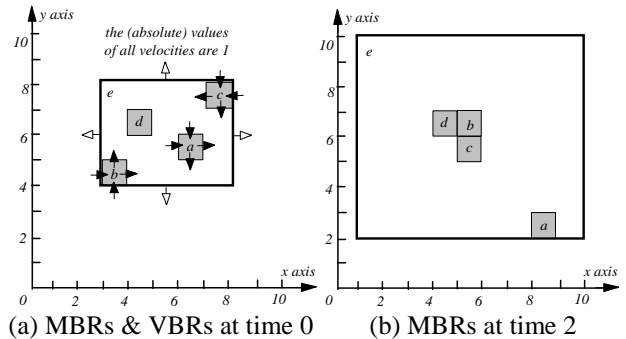 y axis
the (absolute) values
of all velocities are 1
10
8
6
4
2
0
e
c
d
a
b
2
4
6
8
10
x axis
(a) MBRs & VBRs at time 0
y axis
10
8
6
4
2
0
e
d
b
c
a
2
4
6
8
10
x axis
(b) MBRs at time 2